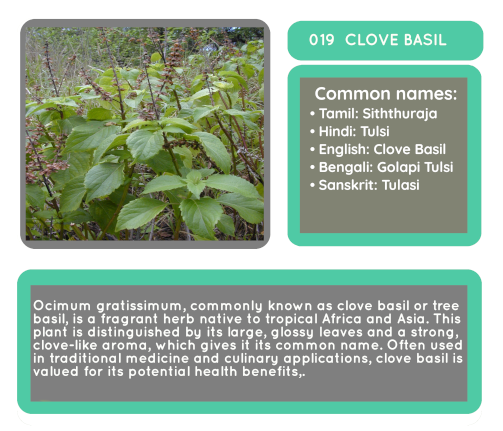 019 CLOVE BASIL
Common names:
• Tamil: Siththuraja
• Hindi: Tulsi
• English: Clove Basil
• Bengali: Golapi Tulsi
• Sanskrit: Tulasi
Ocimum gratissimum, commonly known as clove basil or tree
basil, is a fragrant herb native to tropical Africa and Asia. This
plant is distinguished by its large, glossy leaves and a strong,
clove-like aroma, which gives it its common name. Often used
in traditional medicine and culinary applications, clove basil is
valued for its potential health benefits,.